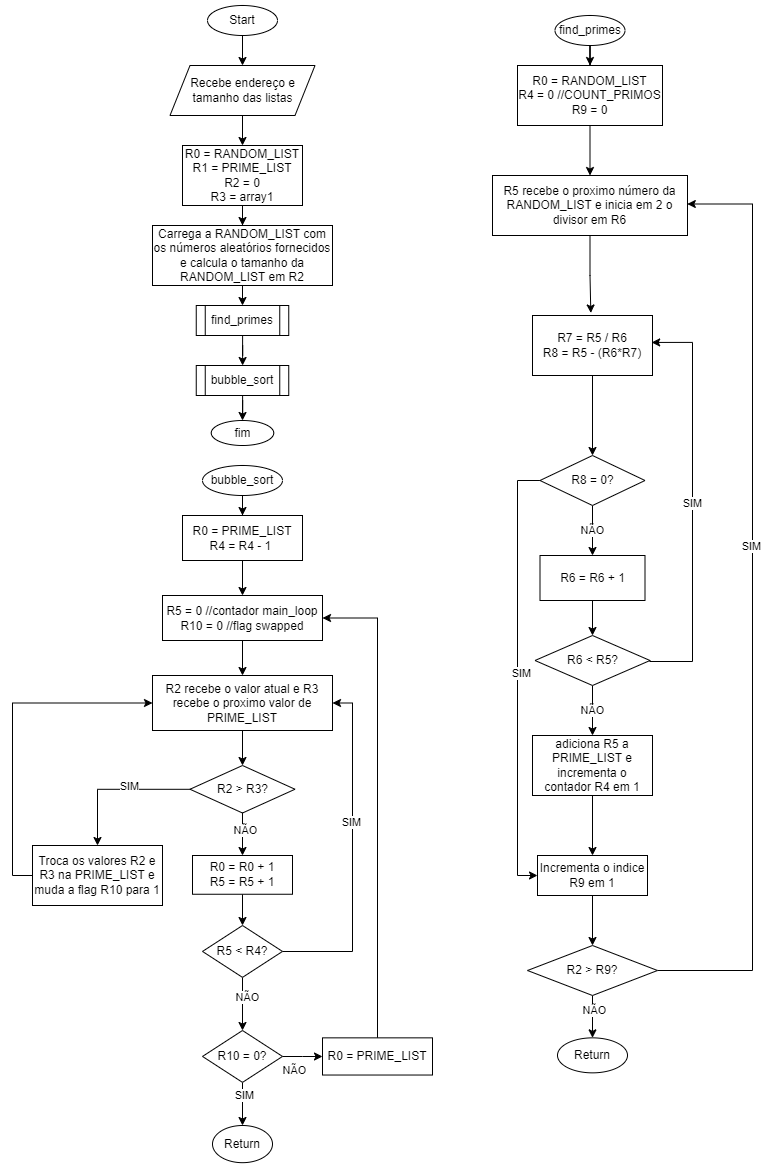 Start
Recebe endereço e
tamanho das listas
R0 = RANDOM_LIST
R1 = PRIME_LIST
R2 = 0
R3 = array1
Carrega a RANDOM_LIST com
os números aleatórios fornecidos
e calcula o tamanho da
RANDOM_LIST em R2
find_primes
bubble_sort
fim
bubble_sort
R0 = PRIME_LIST
R4 = R4 - 1
R5 = 0 //contador main_loop
R10 = 0 //flag swapped
R2 recebe o valor atual e R3
recebe o proximo valor de
PRIME_LIST
R2 > R3?
SIM
NÃO
Troca os valores R2 e
R3 na PRIME_LIST e
muda a flag R10 para 1
R0 = R0 + 1
R5 = R5 + 1
SIM
R5 < R4?
NÃO
R10 = 0?
NÃO
R0 = PRIME_LIST
SIM
Return
find_primes
R0 = RANDOM_LIST
R4 = 0 //COUNT_PRIMOS
R9 = 0
R5 recebe o proximo número da
RANDOM_LIST e inicia em 2 o
divisor em R6
R7 = R5 / R6
R8 = R5 - (R6*R7)
R8 = 0?
SIM
NÃO
SIM
R6 = R6 + 1
R6 < R5?
SIM
NÃO
adiciona R5 a
PRIME_LIST e
incrementa o
contador R4 em 1
Incrementa o indice
R9 em 1
R2 > R9?
NÃO
Return